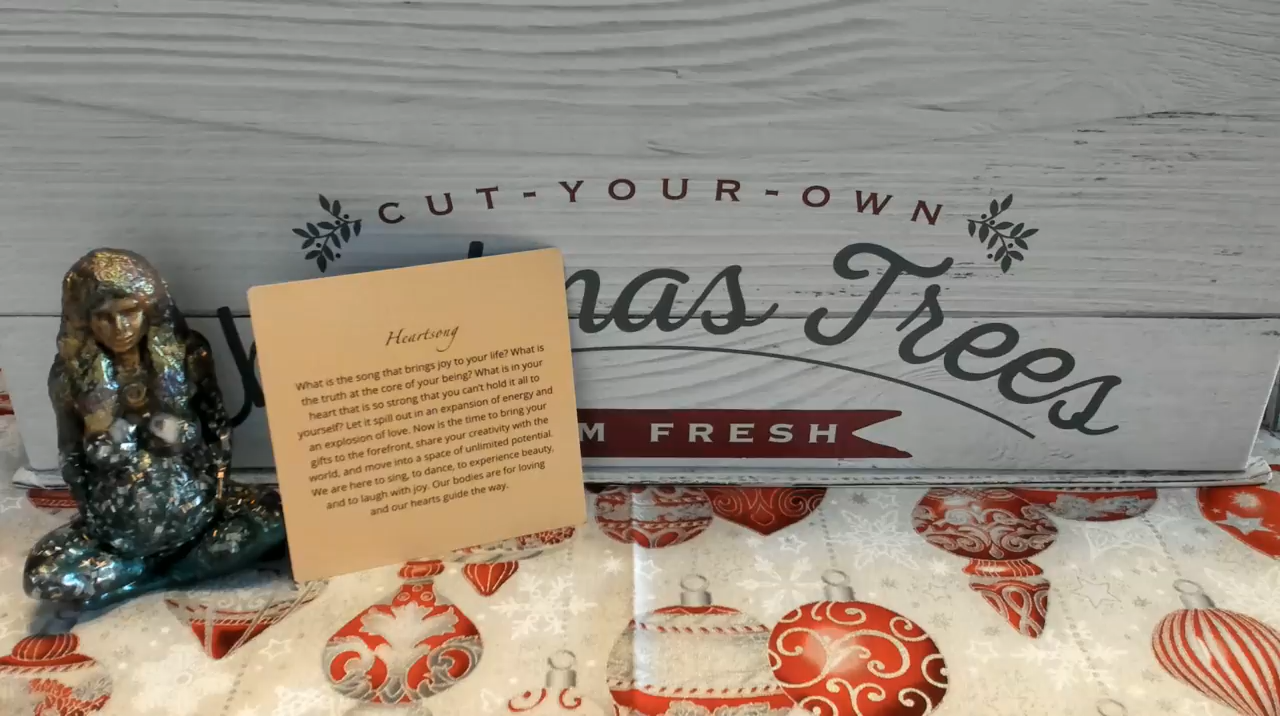 CUT-YOUR-OWN
mas Trees
M FRESH
Heartsong
What is the song that brings joy to your life? What is
the truth at the core of your being? What is in your
heart that is so strong that you can't hold it all to
yourself? Let it spill out in an expansion of energy and
an explosion of love. Now is the time to bring your
gifts to the forefront, share your creativity with the
world, and move into a space of unlimited potential.
We are here to sing, to dance, to experience beauty,
and to laugh with joy. Our bodies are for loving
and our hearts guide the way.